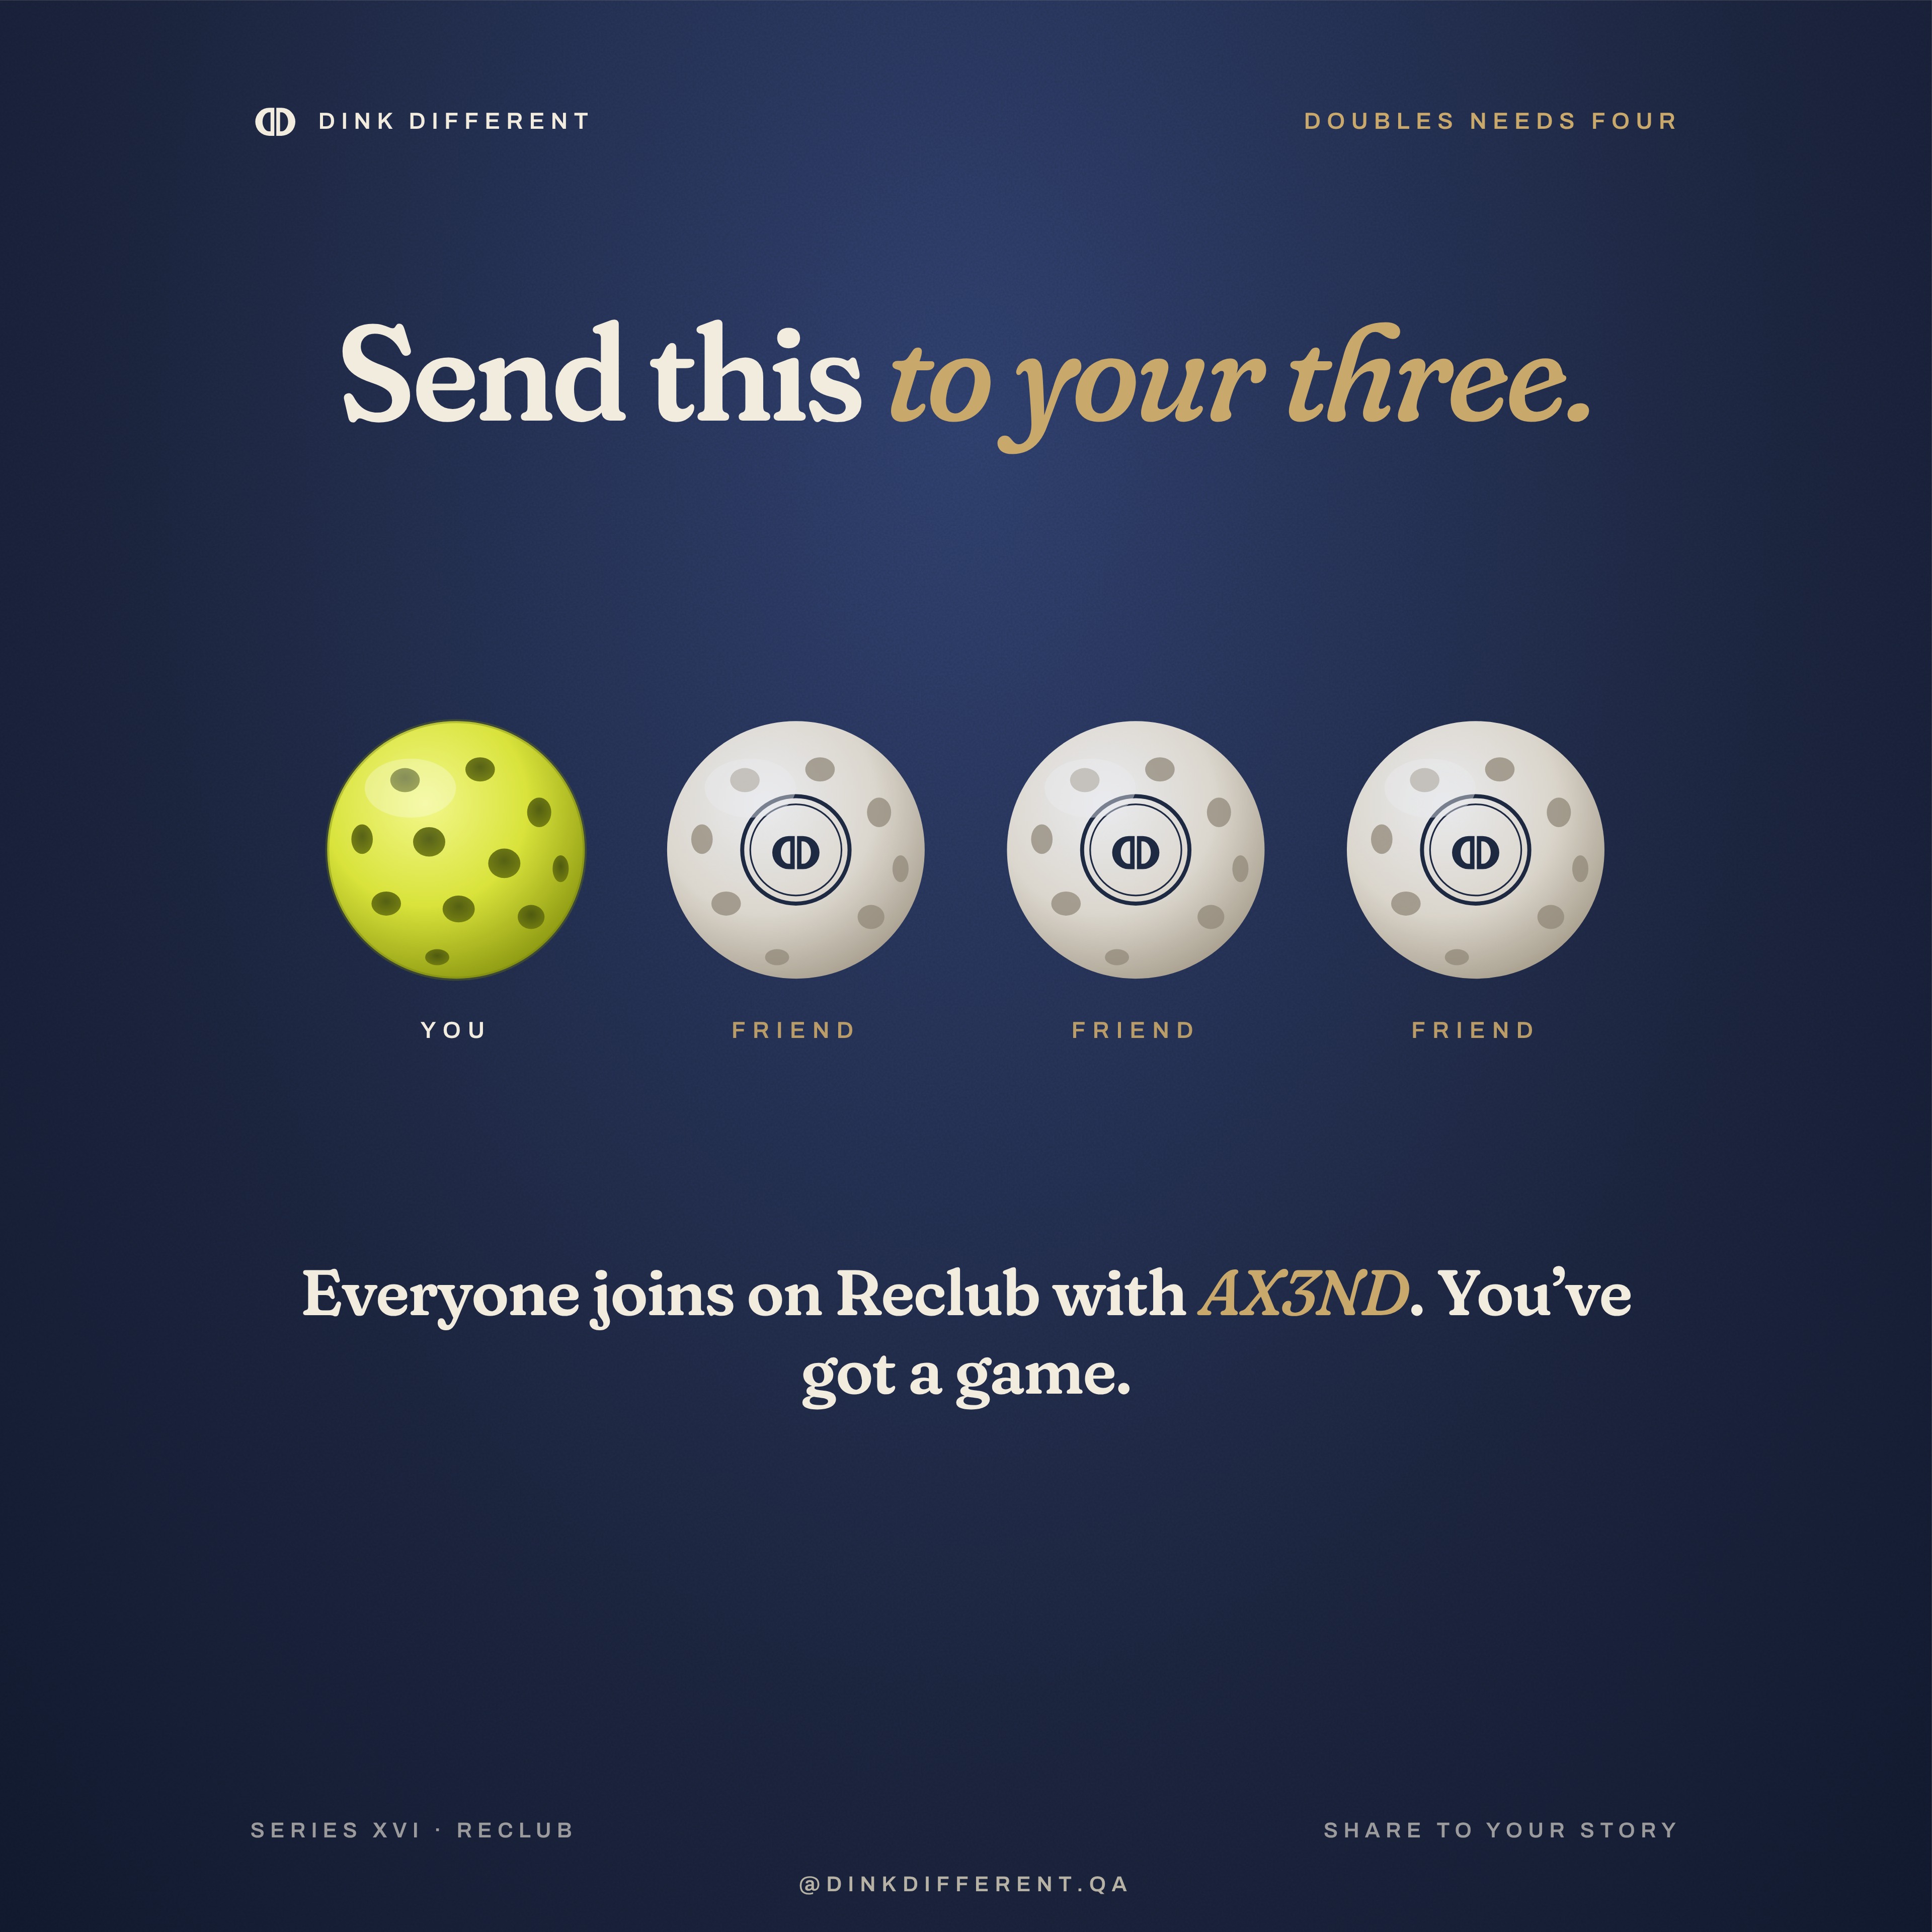 DINK DIFFERENT
DOUBLES NEEDS FOUR
Send this to your three.
YOU
FRIEND
FRIEND
FRIEND
Everyone joins on Reclub with AX3ND. You’ve
got a game.
SERIES XVI · RECLUB
SHARE TO YOUR STORY
@DINKDIFFERENT.QA